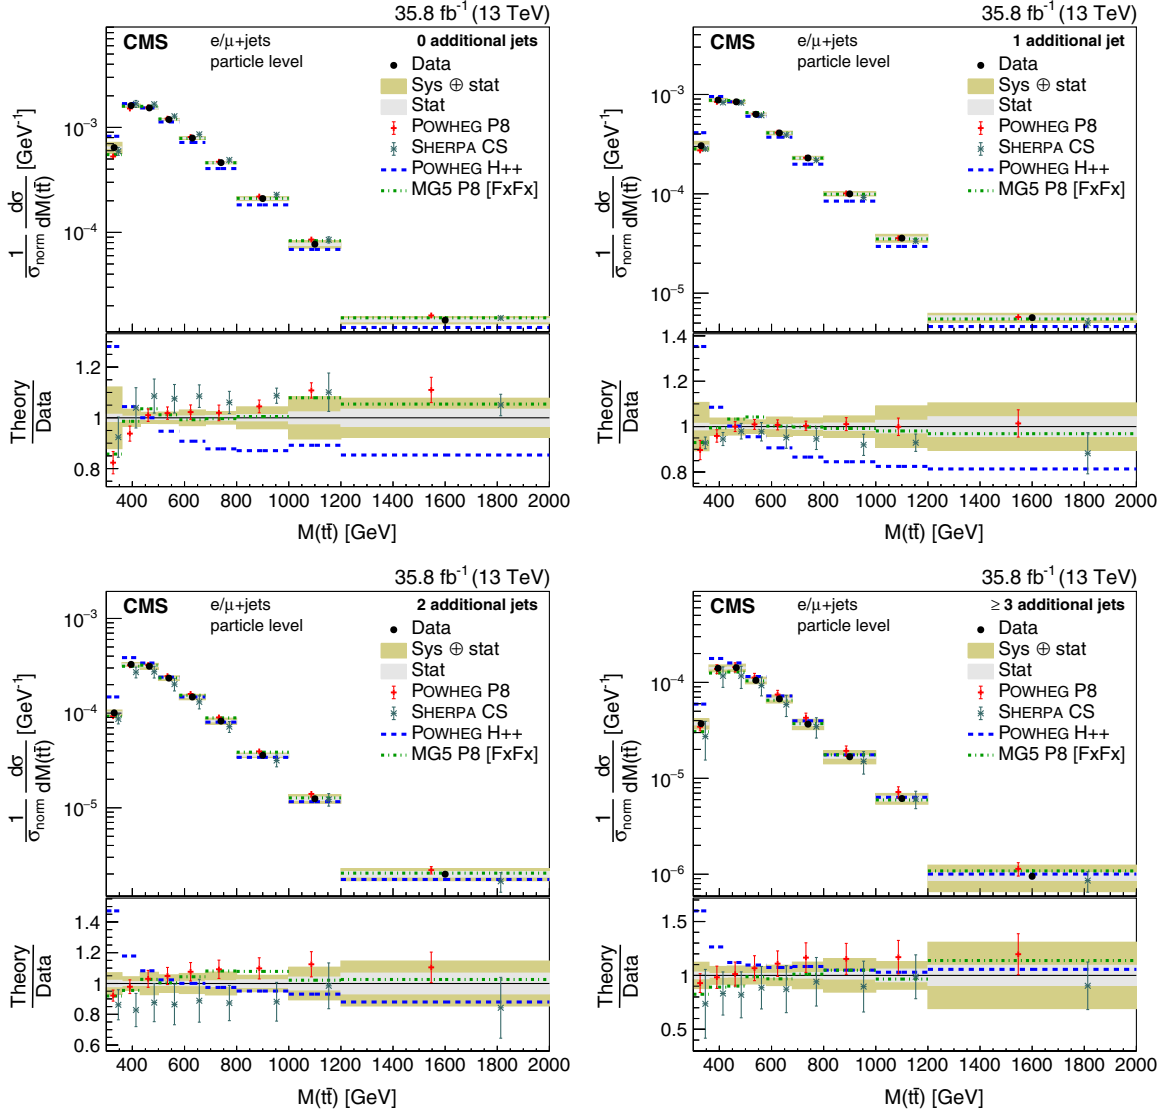 35.8 fb⁻¹ (13 TeV)
CMS
e/μ+jets
particle level
0 additional jets
Data
Sys ⊕ stat
Stat
POWHEG P8
SHERPA CS
POWHEG H++
MG5 P8 [FxFx]
1/σnorm dσ/dM(tt̄) [GeV⁻¹]
10⁻³
10⁻⁴
Theory/Data
1.2
1
0.8
400 600 800 1000 1200 1400 1600 1800 2000
M(tt̄) [GeV]
35.8 fb⁻¹ (13 TeV)
CMS
e/μ+jets
particle level
1 additional jet
Data
Sys ⊕ stat
Stat
POWHEG P8
SHERPA CS
POWHEG H++
MG5 P8 [FxFx]
1/σnorm dσ/dM(tt̄) [GeV⁻¹]
10⁻³
10⁻⁴
10⁻⁵
Theory/Data
1.4
1.2
1
0.8
400 600 800 1000 1200 1400 1600 1800 2000
M(tt̄) [GeV]
35.8 fb⁻¹ (13 TeV)
CMS
e/μ+jets
particle level
2 additional jets
Data
Sys ⊕ stat
Stat
POWHEG P8
SHERPA CS
POWHEG H++
MG5 P8 [FxFx]
1/σnorm dσ/dM(tt̄) [GeV⁻¹]
10⁻³
10⁻⁴
10⁻⁵
Theory/Data
1.4
1.2
1
0.8
0.6
400 600 800 1000 1200 1400 1600 1800 2000
M(tt̄) [GeV]
35.8 fb⁻¹ (13 TeV)
CMS
e/μ+jets
particle level
≥ 3 additional jets
Data
Sys ⊕ stat
Stat
POWHEG P8
SHERPA CS
POWHEG H++
MG5 P8 [FxFx]
1/σnorm dσ/dM(tt̄) [GeV⁻¹]
10⁻⁴
10⁻⁵
10⁻⁶
Theory/Data
1.5
1
0.5
400 600 800 1000 1200 1400 1600 1800 2000
M(tt̄) [GeV]